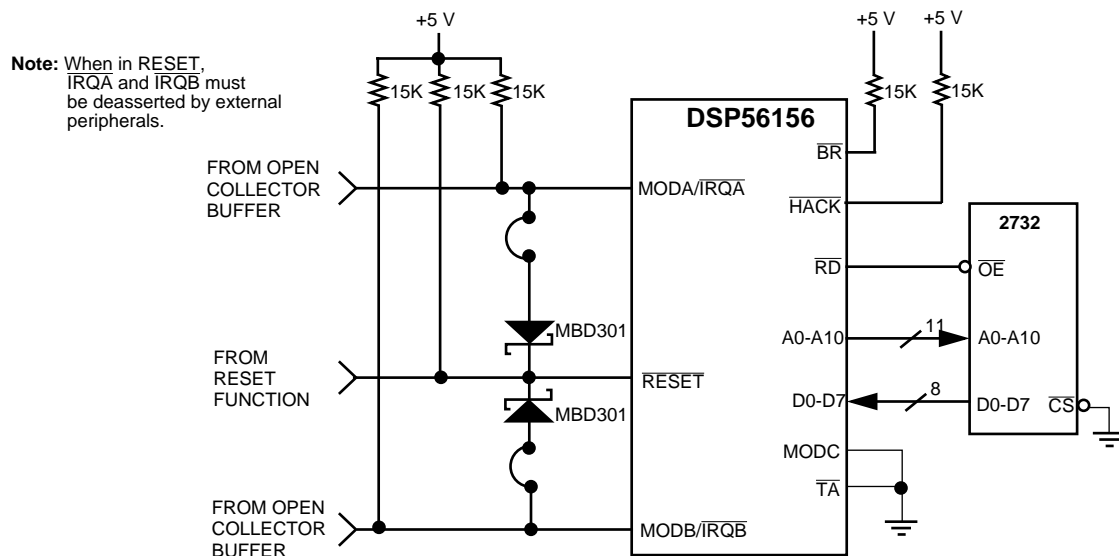 +5 V
+5 V
+5 V
Note: When in RESET,
IRQA and IRQB must
be deasserted by external
peripherals.
15K
15K
15K
15K
15K
DSP56156
BR
FROM OPEN
COLLECTOR
BUFFER
MODA/IRQA
HACK
2732
RD
OE
MBD301
A0-A10
11
A0-A10
FROM
RESET
FUNCTION
RESET
D0-D7
8
D0-D7
CS
MBD301
MODC
TA
FROM OPEN
COLLECTOR
BUFFER
MODB/IRQB